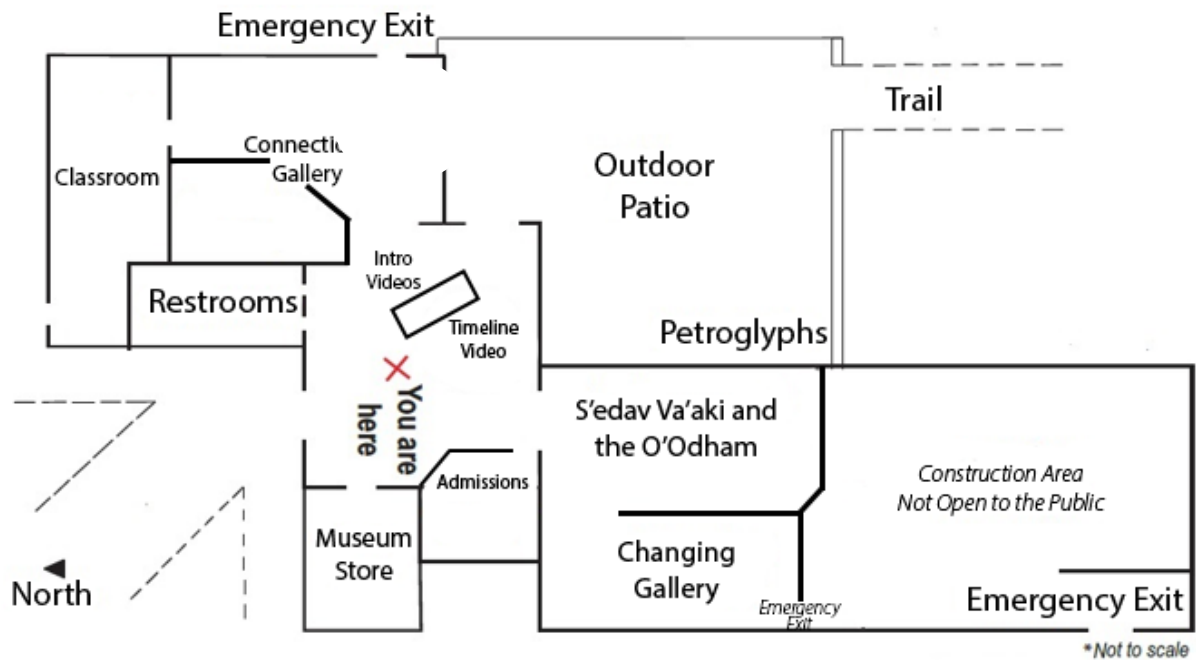 Emergency Exit
Trail
Connectic
Gallery
Classroom
Outdoor
Patio
Intro
Videos
Restrooms
Timeline
Video
Petroglyphs
You are
here
S'edav Va'aki and
the O'Odham
Admissions
Construction Area
Not Open to the Public
Museum
Store
Changing
Gallery
North
Emergency
Exit
Emergency Exit
*Not to scale